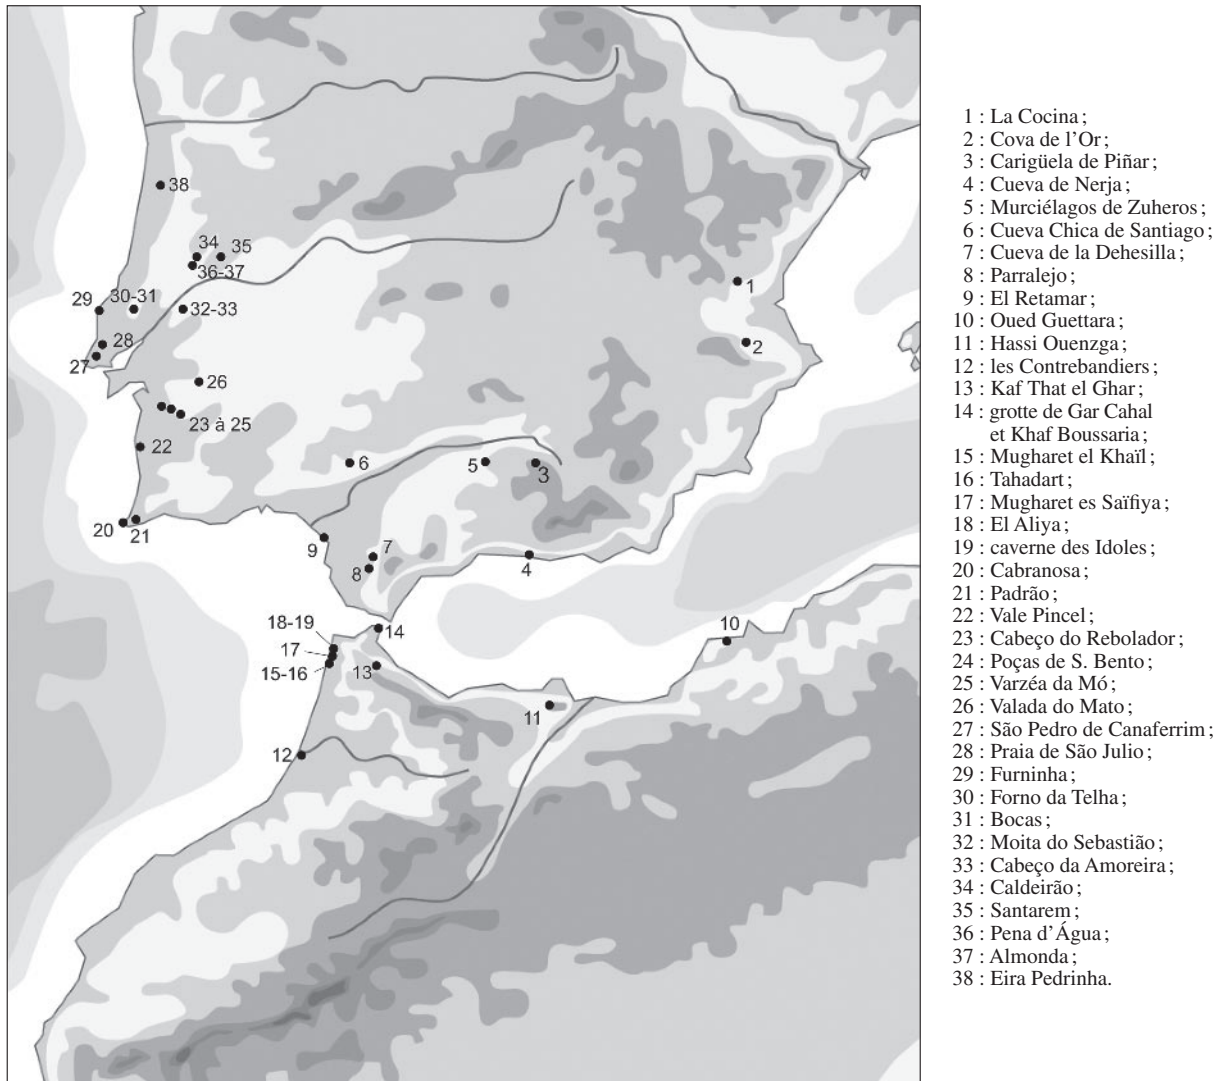 38
34
35
36-37
1
29
30-31
32-33
28
27
2
26
23 à 25
22
6
5
3
20
21
9
7
8
4
18-19
14
10
17
15-16
13
11
12
1 : La Cocina ;
2 : Cova de l'Or ;
3 : Carigüela de Piñar ;
4 : Cueva de Nerja ;
5 : Murciélagos de Zuheros ;
6 : Cueva Chica de Santiago ;
7 : Cueva de la Dehesilla ;
8 : Parralejo ;
9 : El Retamar ;
10 : Oued Guettara ;
11 : Hassi Ouenzga ;
12 : les Contrebandiers ;
13 : Kaf That el Ghar ;
14 : grotte de Gar Cahal
et Khaf Boussaria ;
15 : Mugharet el Khaïl ;
16 : Tahadart ;
17 : Mugharet es Saïfiya ;
18 : El Aliya ;
19 : caverne des Idoles ;
20 : Cabranosa ;
21 : Padrão ;
22 : Vale Pincel ;
23 : Cabeço do Rebolador ;
24 : Poças de S. Bento ;
25 : Varzéa da Mó ;
26 : Valada do Mato ;
27 : São Pedro de Canaferrim ;
28 : Praia de São Julio ;
29 : Furninha ;
30 : Forno da Telha ;
31 : Bocas ;
32 : Moita do Sebastião ;
33 : Cabeço da Amoreira ;
34 : Caldeirão ;
35 : Santarem ;
36 : Pena d'Água ;
37 : Almonda ;
38 : Eira Pedrinha.